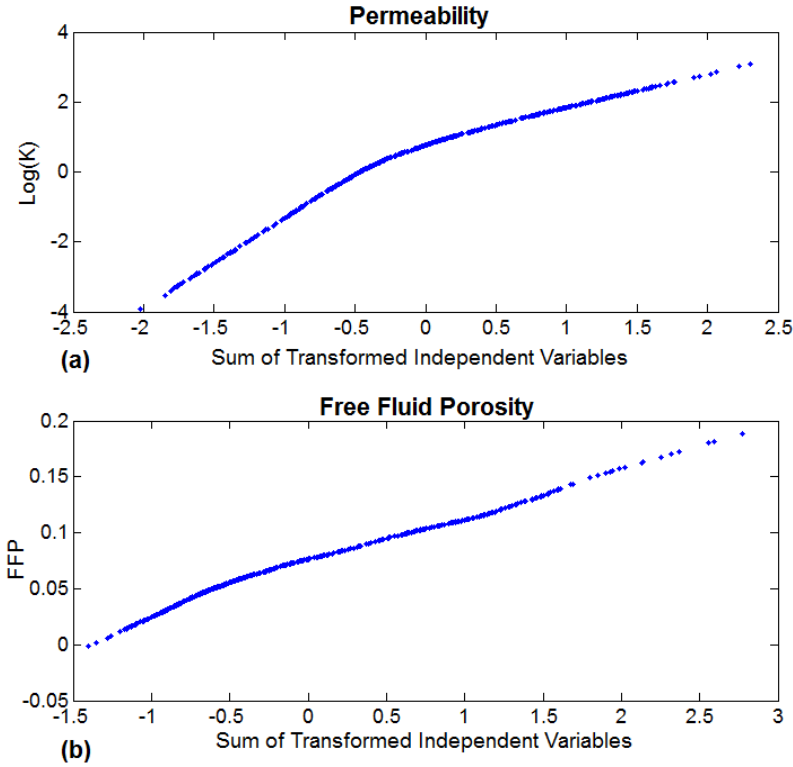 Permeability
4
2
0
-2
-4
Log(K)
-2.5 -2 -1.5 -1 -0.5 0 0.5 1 1.5 2 2.5
Sum of Transformed Independent Variables
(a)
Free Fluid Porosity
0.2
0.15
0.1
0.05
0
-0.05
FFP
-1.5 -1 -0.5 0 0.5 1 1.5 2 2.5 3
Sum of Transformed Independent Variables
(b)